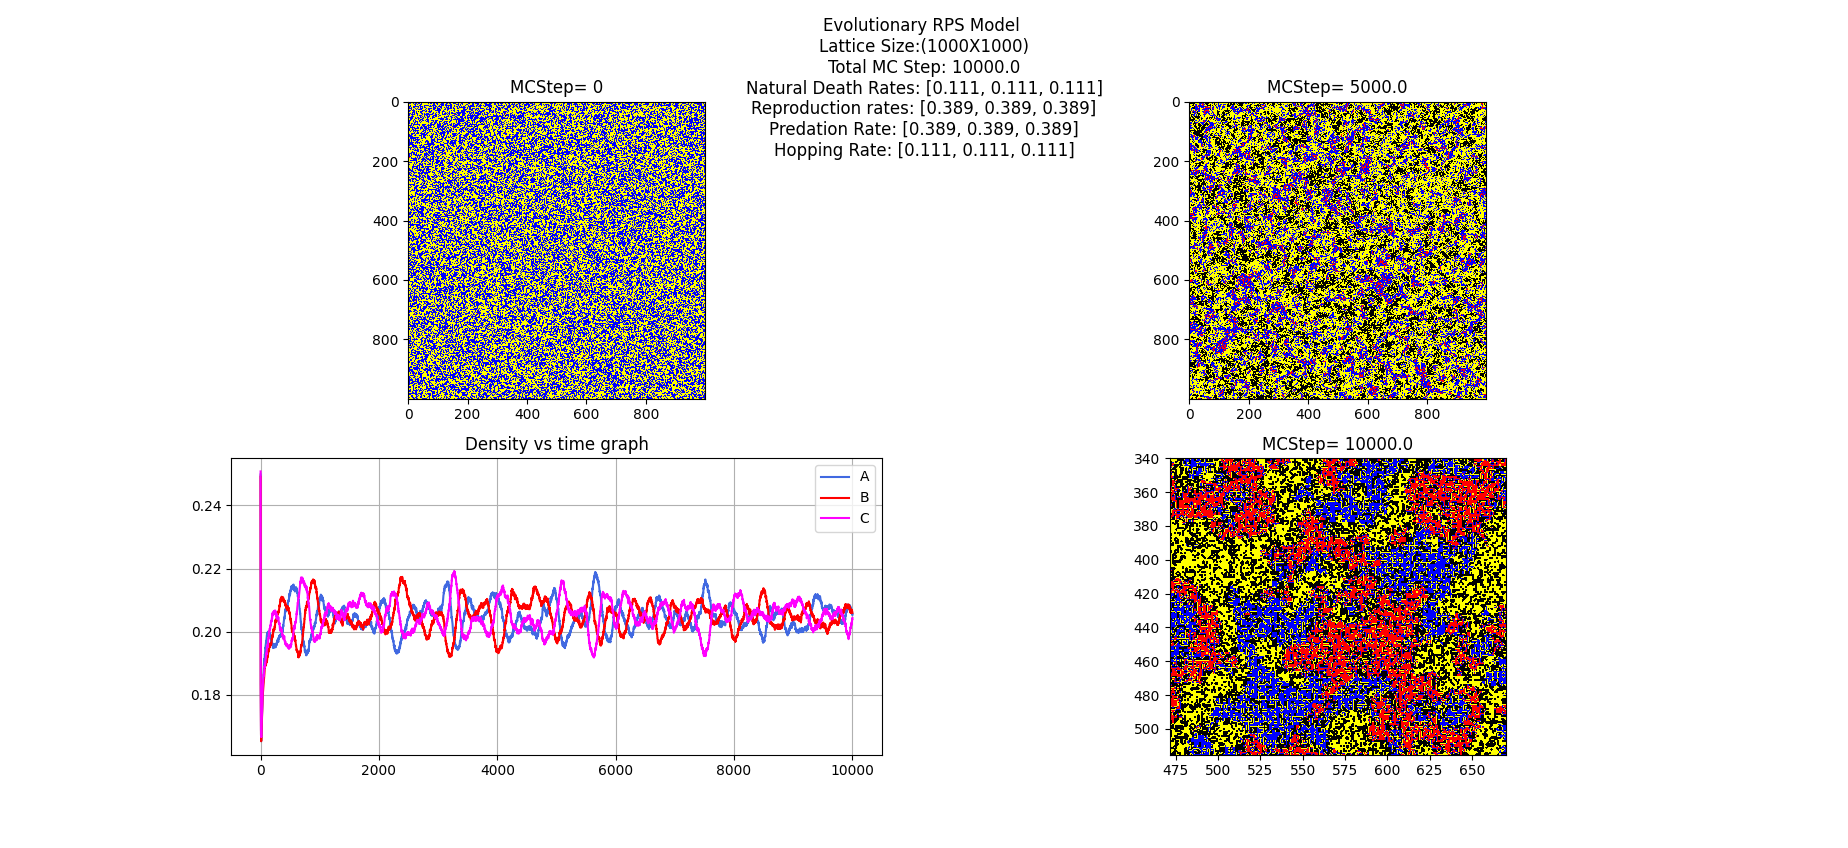 Evolutionary RPS Model
Lattice Size:(1000X1000)
Total MC Step: 10000.0
Natural Death Rates: [0.111, 0.111, 0.111]
Reproduction rates: [0.389, 0.389, 0.389]
Predation Rate: [0.389, 0.389, 0.389]
Hopping Rate: [0.111, 0.111, 0.111]
MCStep= 0
0
200
400
600
800
0 200 400 600 800
MCStep= 5000.0
0
200
400
600
800
0 200 400 600 800
Density vs time graph
A
B
C
0.24
0.22
0.20
0.18
0 2000 4000 6000 8000 10000
MCStep= 10000.0
340
360
380
400
420
440
460
480
500
475 500 525 550 575 600 625 650